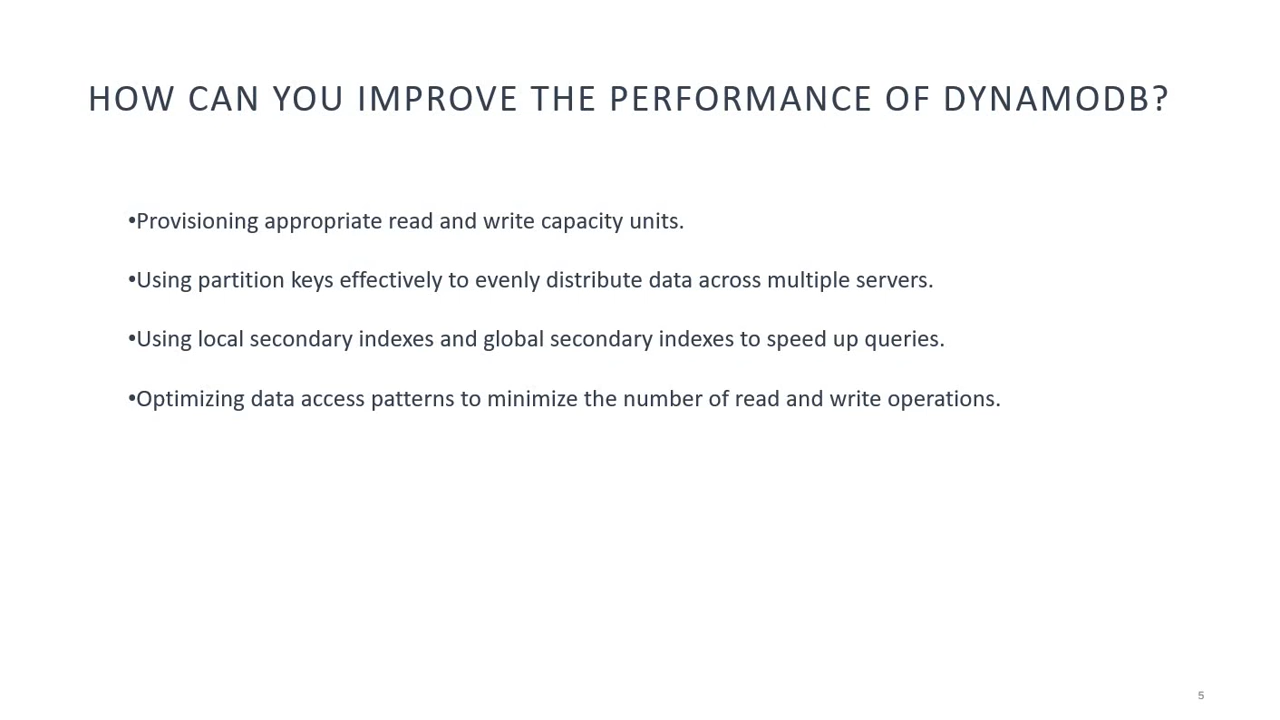 HOW CAN YOU IMPROVE THE PERFORMANCE OF DYNAMODB?
•Provisioning appropriate read and write capacity units.
•Using partition keys effectively to evenly distribute data across multiple servers.
•Using local secondary indexes and global secondary indexes to speed up queries.
•Optimizing data access patterns to minimize the number of read and write operations.
5